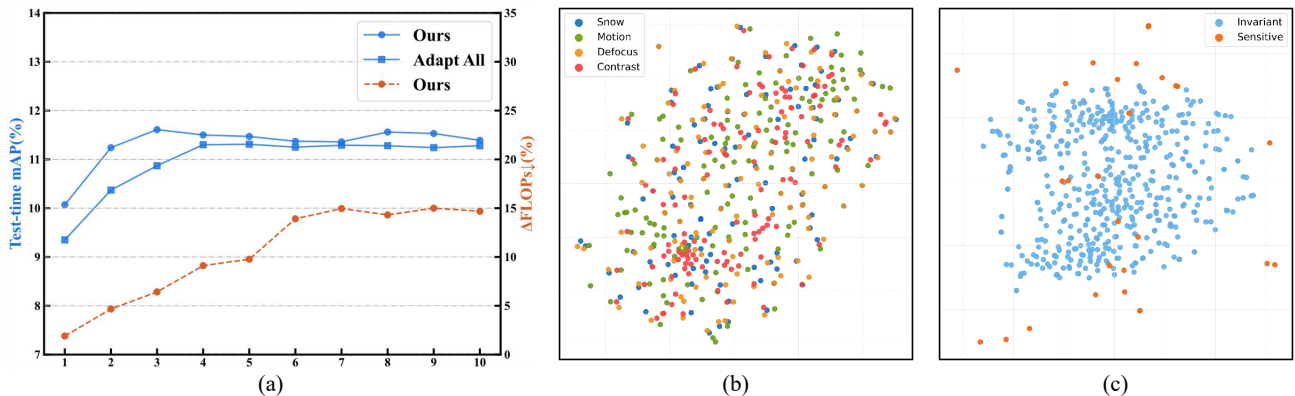 14
13
12
11
10
9
8
7
Test-time mAP(%)
Ours
Adapt All
Ours
35
30
25
20
15
10
5
0
ΔFLOPs↓(%)
1 2 3 4 5 6 7 8 9 10
(a)
Snow
Motion
Defocus
Contrast
(b)
Invariant
Sensitive
(c)